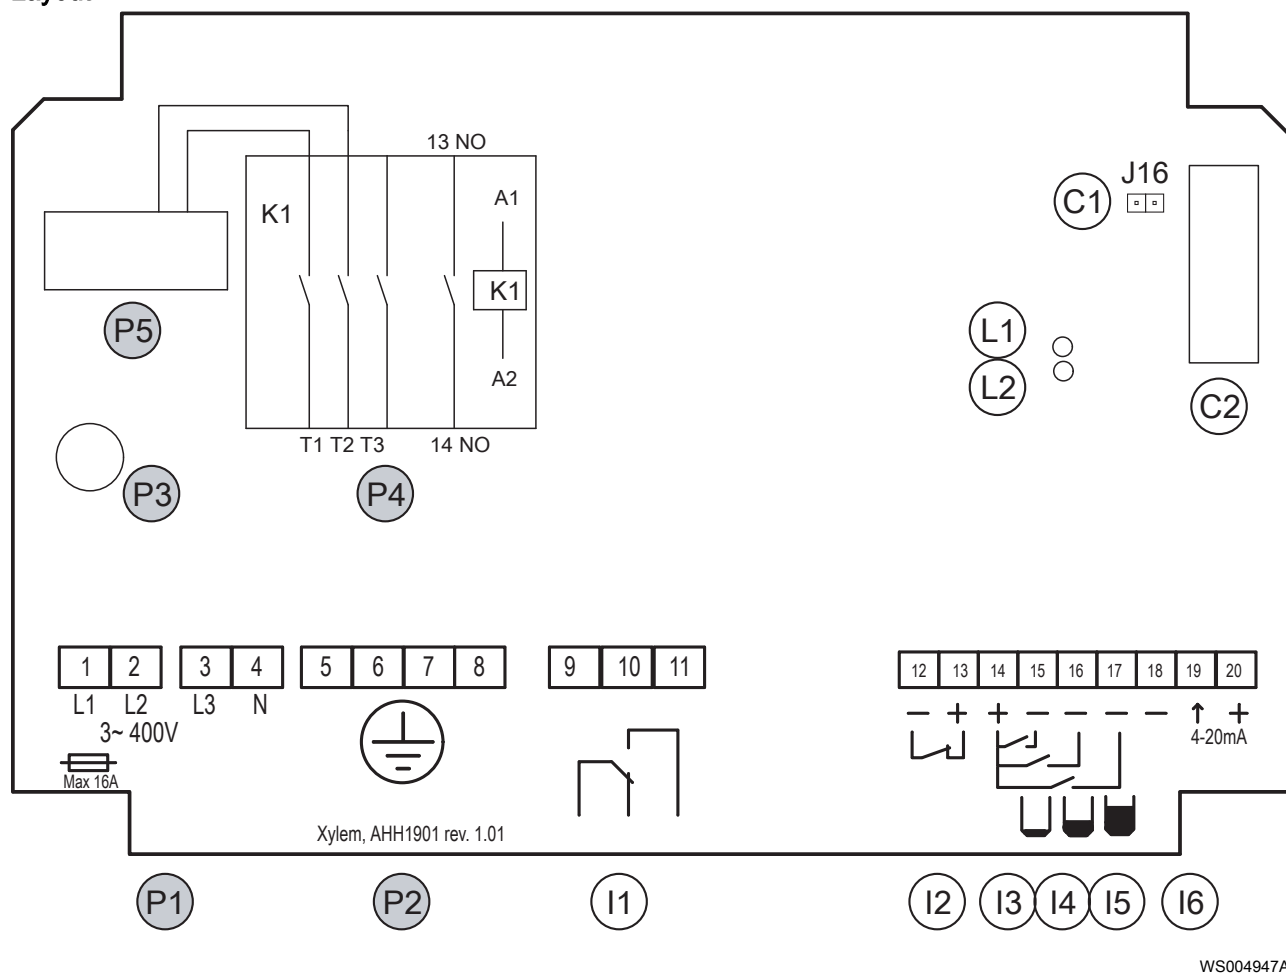 13 NO
J16
C1
A1
K1
K1
P5
L1
A2
L2
C2
T1 T2 T3
14 NO
P3
P4
1 2 3 4 5 6 7 8 9 10 11 12 13 14 15 16 17 18 19 20
L1 L2 L3 N
− + + − − − − ↑ +
3~ 400V
4-20mA
Max 16A
Xylem, AHH1901 rev. 1.01
P1 P2 I1 I2 I3 I4 I5 I6
WS004947A